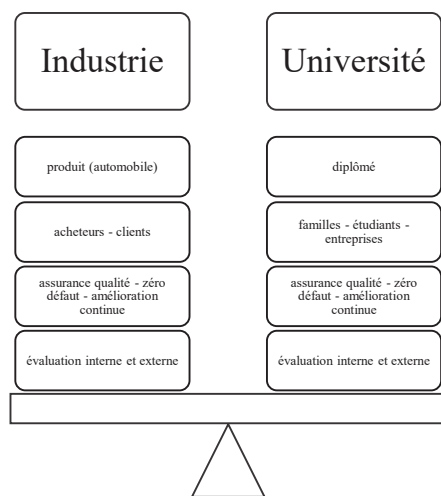 Industrie
Université
produit (automobile)
diplômé
acheteurs - clients
familles - étudiants -
entreprises
assurance qualité - zéro
défaut - amélioration
continue
assurance qualité - zéro
défaut - amélioration
continue
évaluation interne et externe
évaluation interne et externe